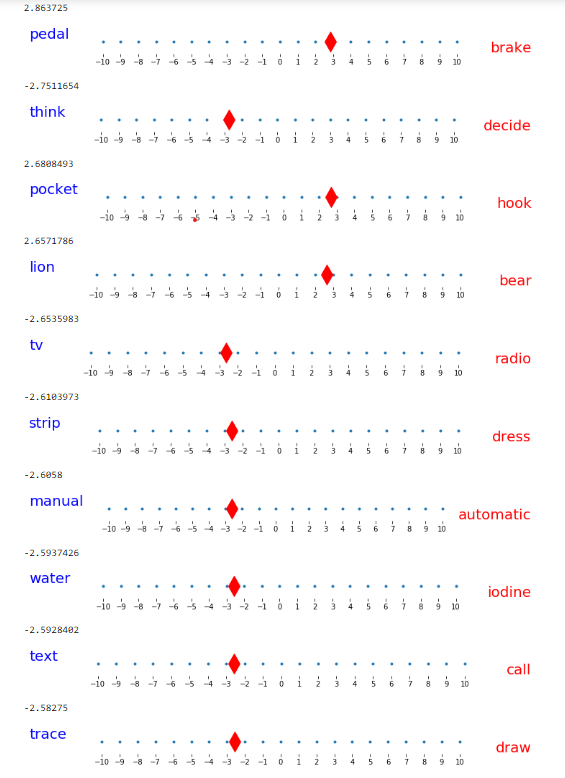 2.863725
pedal
brake
−10 −9 −8 −7 −6 −5 −4 −3 −2 −1 0 1 2 3 4 5 6 7 8 9 10
-2.7511654
think
decide
−10 −9 −8 −7 −6 −5 −4 −3 −2 −1 0 1 2 3 4 5 6 7 8 9 10
2.6808493
pocket
hook
−10 −9 −8 −7 −6 −5 −4 −3 −2 −1 0 1 2 3 4 5 6 7 8 9 10
2.6571786
lion
bear
−10 −9 −8 −7 −6 −5 −4 −3 −2 −1 0 1 2 3 4 5 6 7 8 9 10
-2.6535983
tv
radio
−10 −9 −8 −7 −6 −5 −4 −3 −2 −1 0 1 2 3 4 5 6 7 8 9 10
-2.6103973
strip
dress
−10 −9 −8 −7 −6 −5 −4 −3 −2 −1 0 1 2 3 4 5 6 7 8 9 10
-2.6058
manual
automatic
−10 −9 −8 −7 −6 −5 −4 −3 −2 −1 0 1 2 3 4 5 6 7 8 9 10
-2.5937426
water
iodine
−10 −9 −8 −7 −6 −5 −4 −3 −2 −1 0 1 2 3 4 5 6 7 8 9 10
-2.5928402
text
call
−10 −9 −8 −7 −6 −5 −4 −3 −2 −1 0 1 2 3 4 5 6 7 8 9 10
-2.58275
trace
draw
−10 −9 −8 −7 −6 −5 −4 −3 −2 −1 0 1 2 3 4 5 6 7 8 9 10